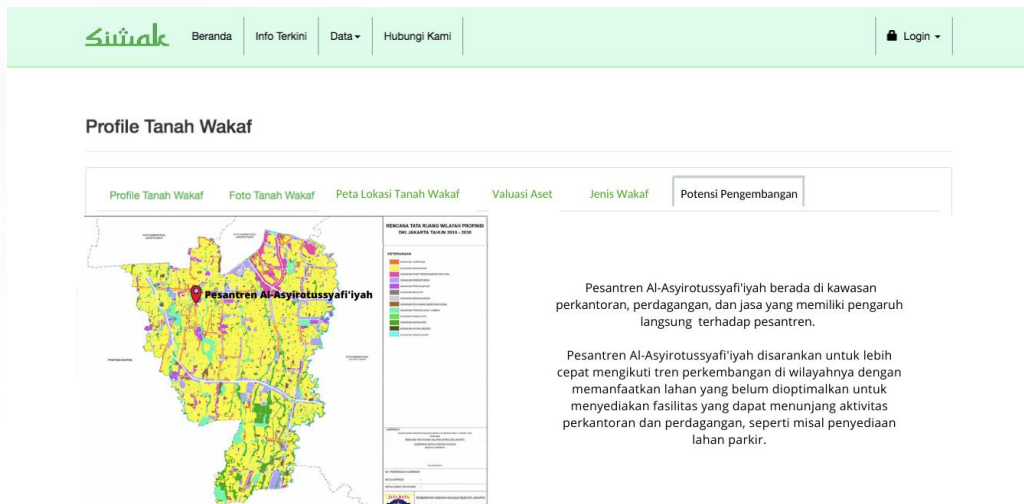 Siwak
Beranda
Info Terkini
Data
Hubungi Kami
Login
Profile Tanah Wakaf
Profile Tanah Wakaf
Foto Tanah Wakaf
Peta Lokasi Tanah Wakaf
Valuasi Aset
Jenis Wakaf
Potensi Pengembangan
RENCANA TATA RUANG WILAYAH PROPINSI
DKI JAKARTA TAHUN 2010 - 2030
KETERANGAN
Pesantren Al-Asyirotussyafi'iyah
Pesantren Al-Asyirotussyafi'iyah berada di kawasan
perkantoran, perdagangan, dan jasa yang memiliki pengaruh
langsung terhadap pesantren.
Pesantren Al-Asyirotussyafi'iyah disarankan untuk lebih
cepat mengikuti tren perkembangan di wilayahnya dengan
memanfaatkan lahan yang belum dioptimalkan untuk
menyediakan fasilitas yang dapat menunjang aktivitas
perkantoran dan perdagangan, seperti misal penyediaan
lahan parkir.